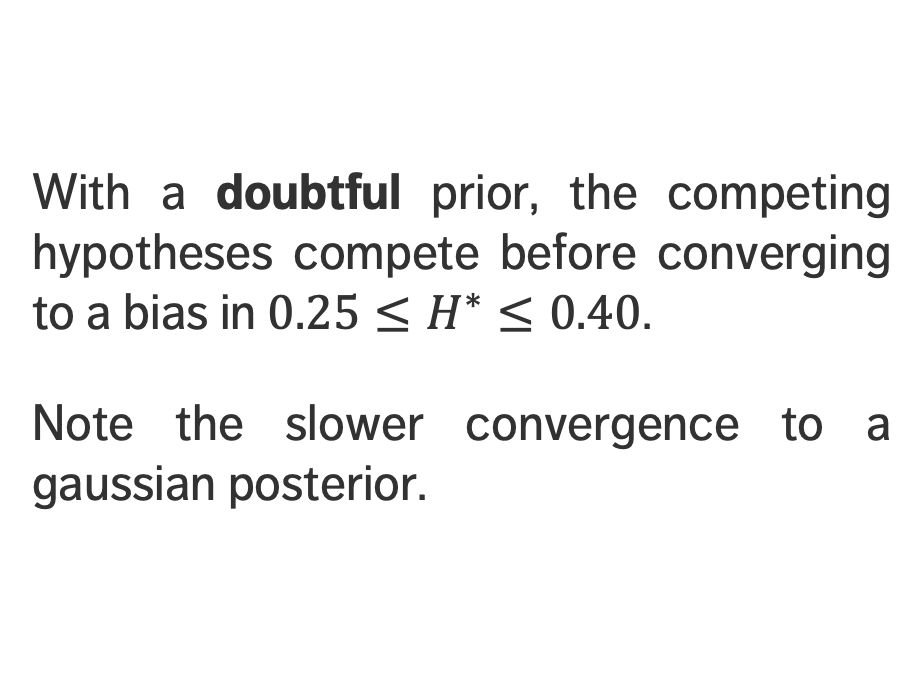 With a doubtful prior, the competing
hypotheses compete before converging
to a bias in 0.25 ≤ H* ≤ 0.40.
Note the slower convergence to a
gaussian posterior.